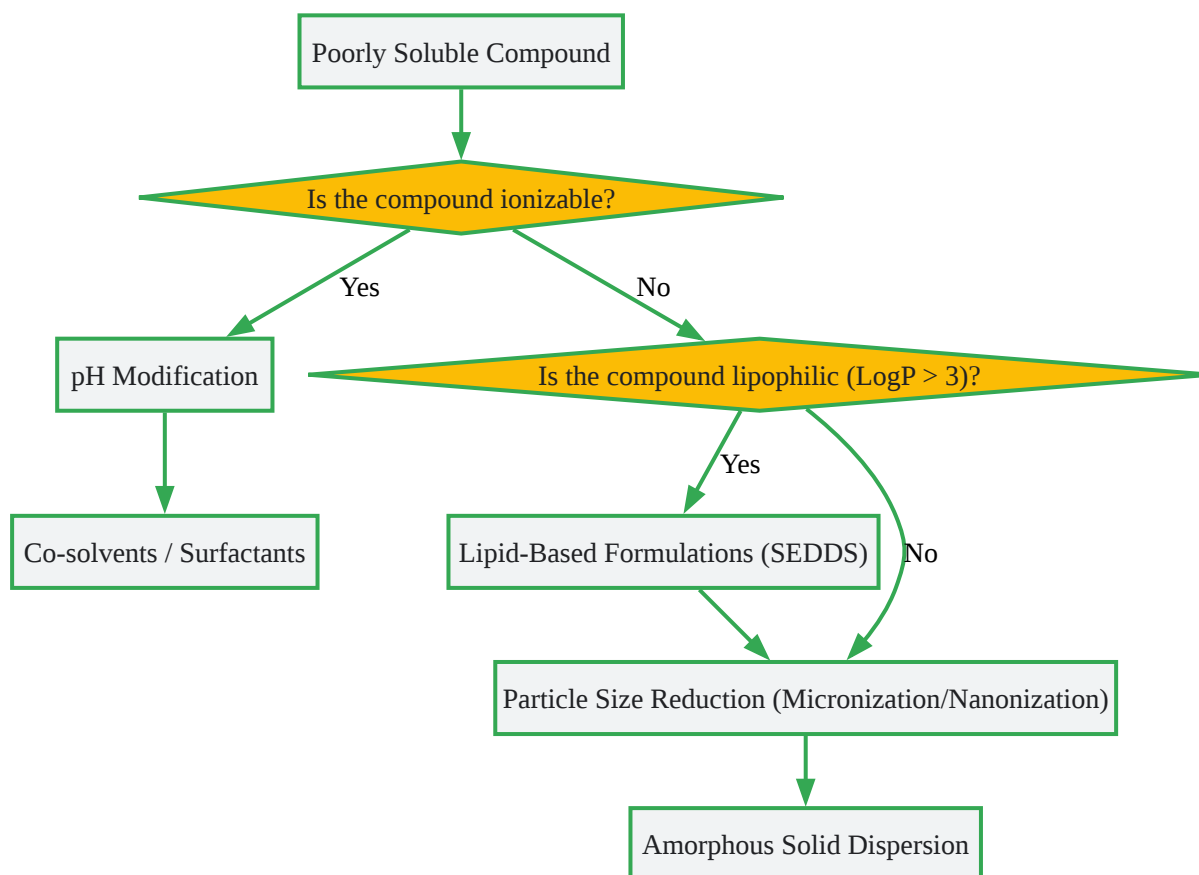 Poorly Soluble Compound
Is the compound ionizable?
Yes
No
pH Modification
Is the compound lipophilic (LogP > 3)?
Yes
Co-solvents / Surfactants
Lipid-Based Formulations (SEDDS)
No
Particle Size Reduction (Micronization/Nanonization)
Amorphous Solid Dispersion